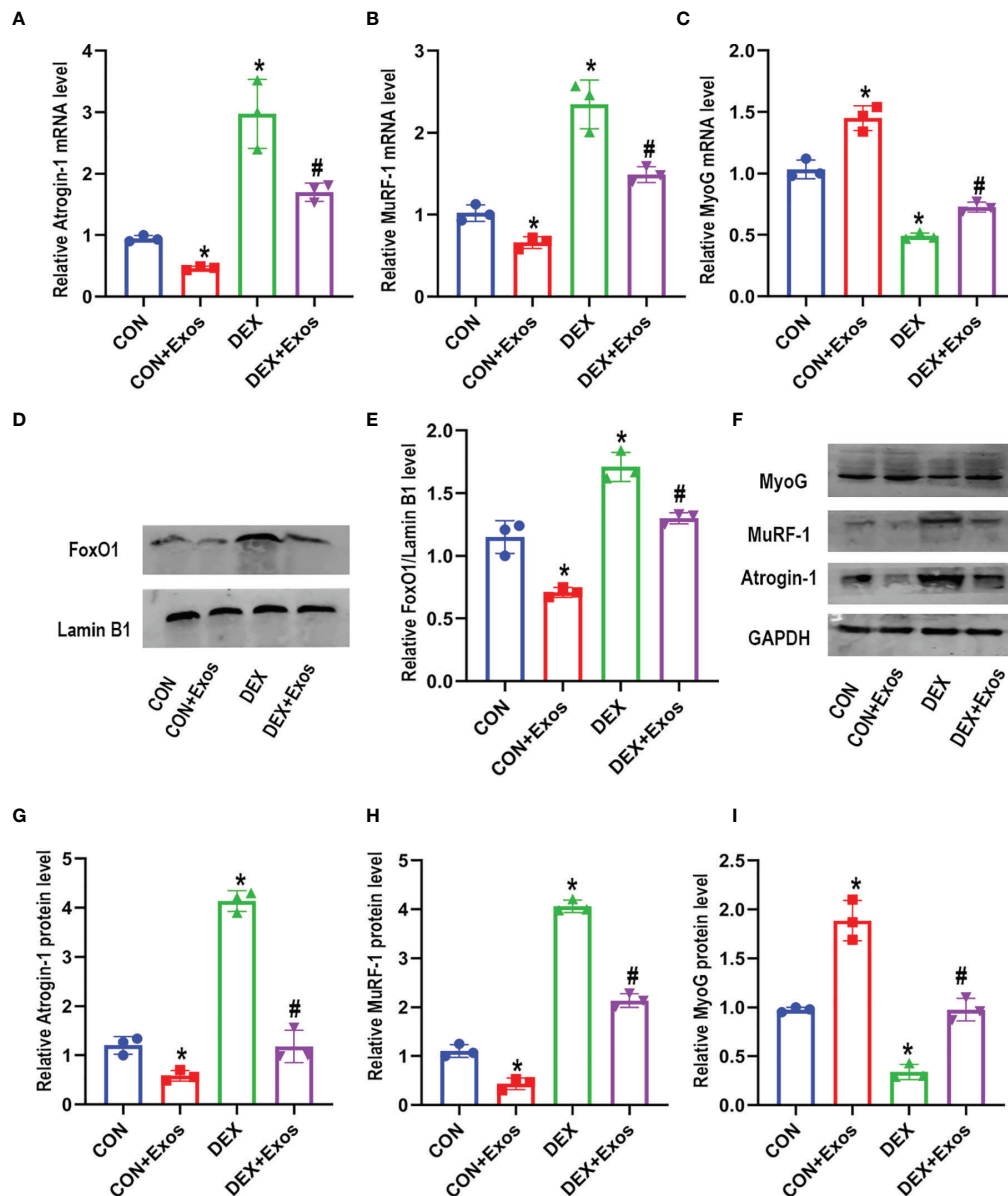 A
Relative Atrogin-1 mRNA level
4
3
2
1
0
*
*
#
CON
CON+Exos
DEX
DEX+Exos
B
Relative MuRF-1 mRNA level
3
2
1
0
*
*
#
CON
CON+Exos
DEX
DEX+Exos
C
Relative MyoG mRNA level
2.0
1.5
1.0
0.5
0.0
*
*
#
CON
CON+Exos
DEX
DEX+Exos
D
FoxO1
Lamin B1
CON
CON+Exos
DEX
DEX+Exos
E
Relative FoxO1/Lamin B1 level
2.0
1.5
1.0
0.5
0.0
*
*
#
CON
CON+Exos
DEX
DEX+Exos
F
MyoG
MuRF-1
Atrogin-1
GAPDH
CON
CON+Exos
DEX
DEX+Exos
G
Relative Atrogin-1 protein level
5
4
3
2
1
0
*
*
#
CON
CON+Exos
DEX
DEX+Exos
H
Relative MuRF-1 protein level
5
4
3
2
1
0
*
*
#
CON
CON+Exos
DEX
DEX+Exos
I
Relative MyoG protein level
2.5
2.0
1.5
1.0
0.5
0.0
*
*
#
CON
CON+Exos
DEX
DEX+Exos